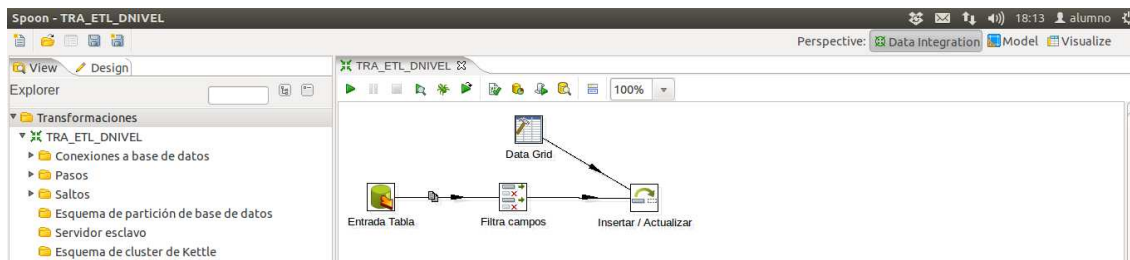 Spoon - TRA_ETL_DNIVEL 18:13 alumno
Perspective: Data Integration Model Visualize
View Design TRA_ETL_DNIVEL
Explorer 100%
Transformaciones
TRA_ETL_DNIVEL
Data Grid
Conexiones a base de datos
Pasos
Saltos
Esquema de partición de base de datos
Entrada Tabla Filtra campos Insertar / Actualizar
Servidor esclavo
Esquema de cluster de Kettle